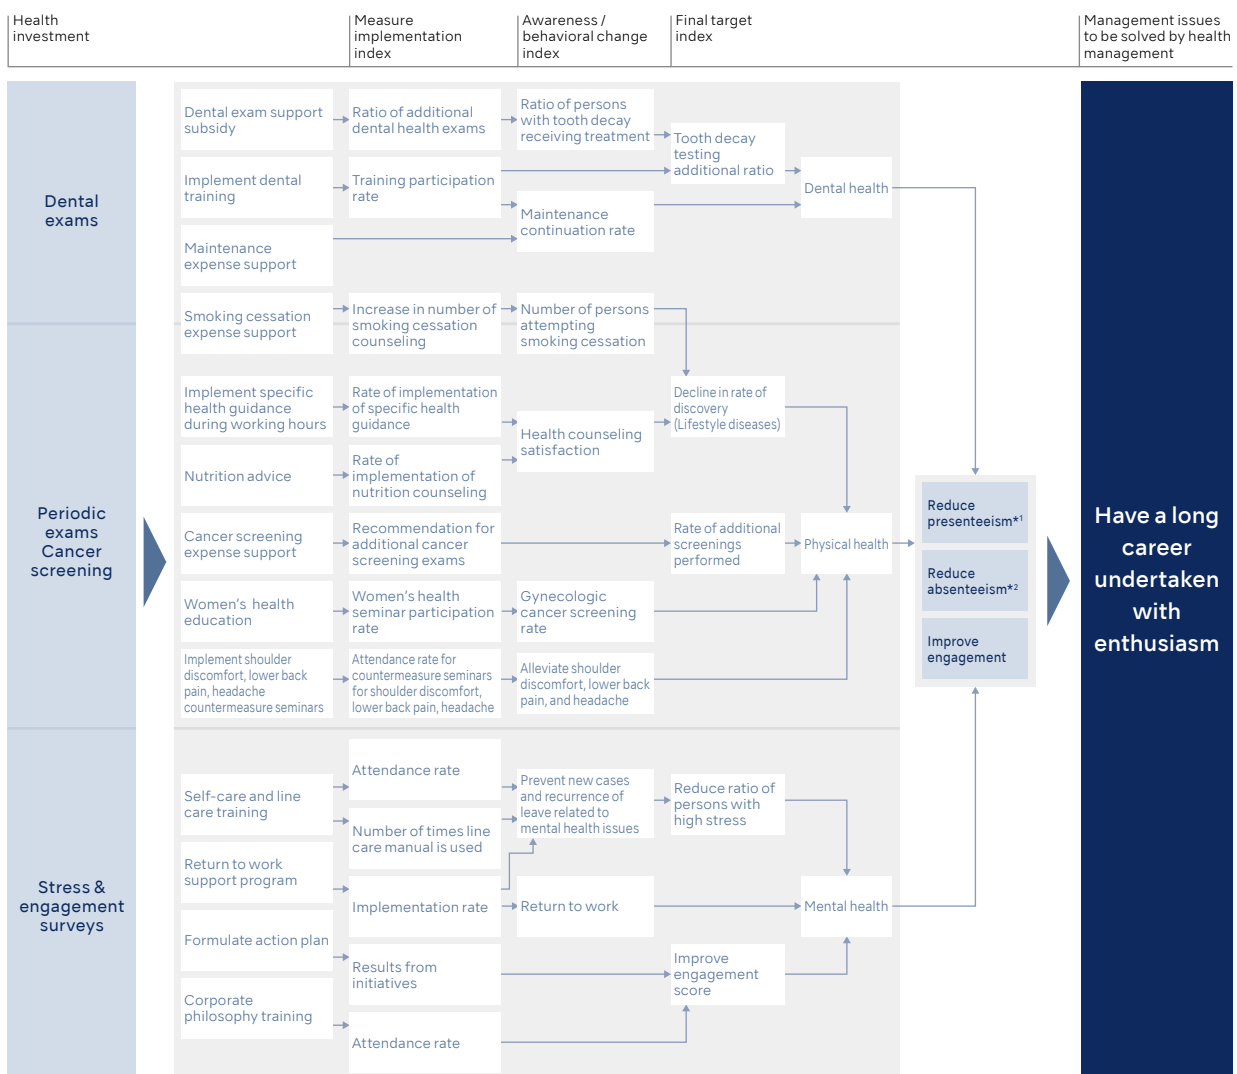 Health
investment
Measure
implementation
index
Awareness /
behavioral change
index
Final target
index
Management issues
to be solved by health
management
Dental
exams
Dental exam support
subsidy
Ratio of additional
dental health exams
Ratio of persons
with tooth decay
receiving treatment
Tooth decay
testing
additional ratio
Implement dental
training
Training participation
rate
Dental health
Maintenance
continuation rate
Maintenance
expense support
Smoking cessation
expense support
Increase in number of
smoking cessation
counseling
Number of persons
attempting
smoking cessation
Periodic
exams
Cancer
screening
Implement specific
health guidance
during working hours
Rate of implementation
of specific health
guidance
Health counseling
satisfaction
Decline in rate of
discovery
(Lifestyle diseases)
Nutrition advice
Rate of
implementation of
nutrition counseling
Cancer screening
expense support
Recommendation for
additional cancer
screening exams
Rate of additional
screenings
performed
Physical health
Women's health
education
Women's health
seminar participation
rate
Gynecologic
cancer screening
rate
Implement shoulder
discomfort, lower back
pain, headache
countermeasure seminars
Attendance rate for
countermeasure seminars
for shoulder discomfort,
lower back pain, headache
Alleviate shoulder
discomfort, lower back
pain, and headache
Stress &
engagement
surveys
Self-care and line
care training
Attendance rate
Prevent new cases
and recurrence of
leave related to
mental health issues
Reduce ratio of
persons with
high stress
Number of times line
care manual is used
Return to work
support program
Implementation rate
Return to work
Mental health
Formulate action plan
Results from
initiatives
Improve
engagement
score
Corporate
philosophy training
Attendance rate
Reduce
presenteeism*1
Reduce
absenteeism*2
Improve
engagement
Have a long
career
undertaken
with
enthusiasm